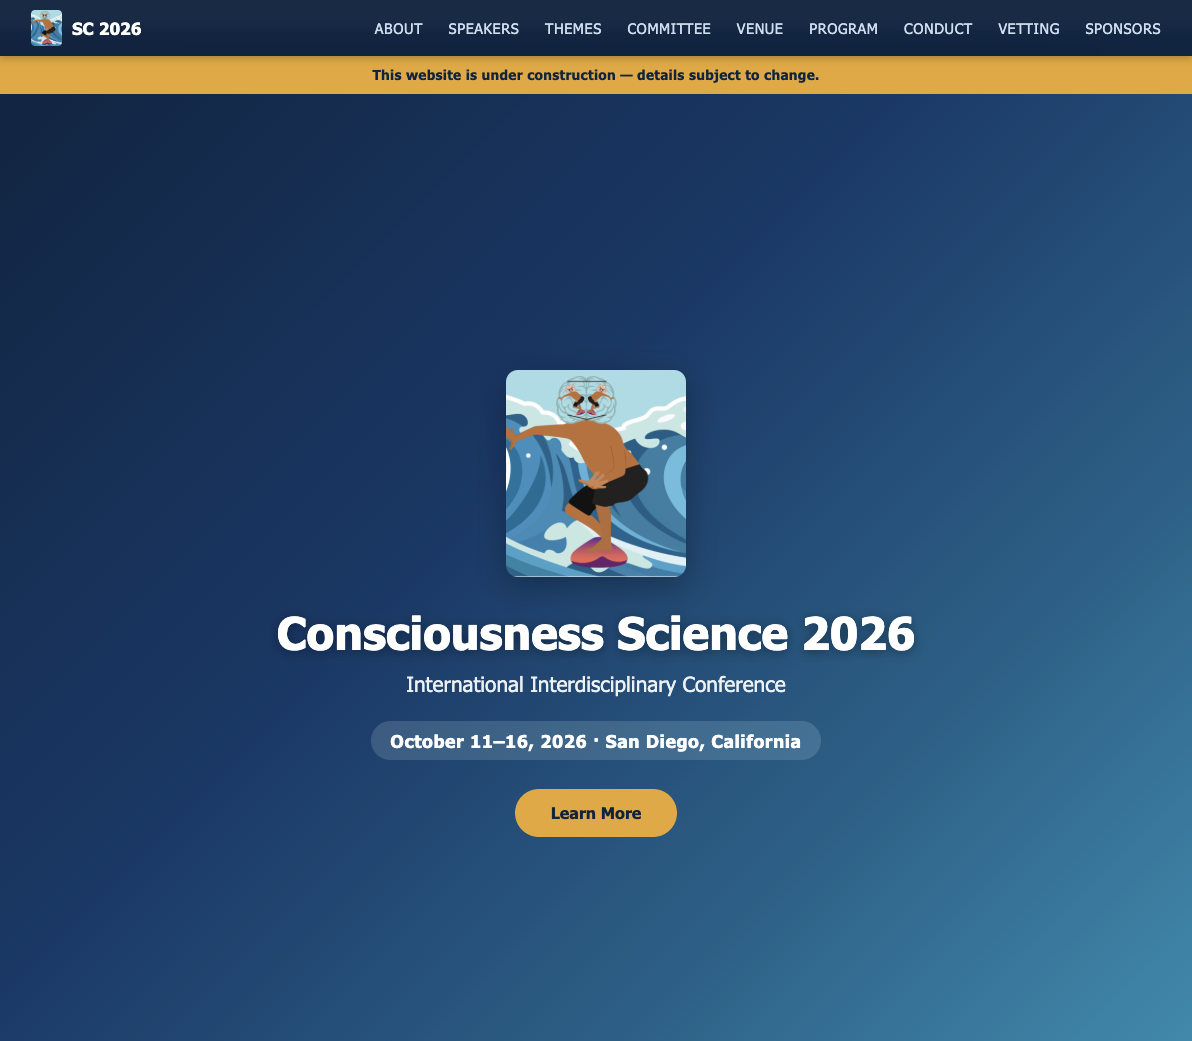 SC 2026
ABOUT SPEAKERS THEMES COMMITTEE VENUE PROGRAM CONDUCT VETTING SPONSORS
This website is under construction — details subject to change.
Consciousness Science 2026
International Interdisciplinary Conference
October 11–16, 2026 · San Diego, California
Learn More